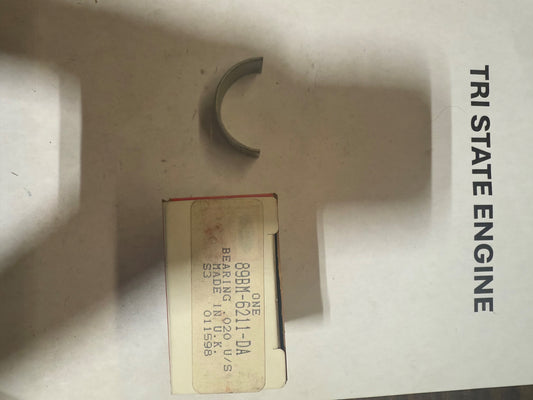 TRI STATE ENGINE
ONE
89BM-6211-DA
BEARING .020 U/S
MADE IN U.K.
S3 011598